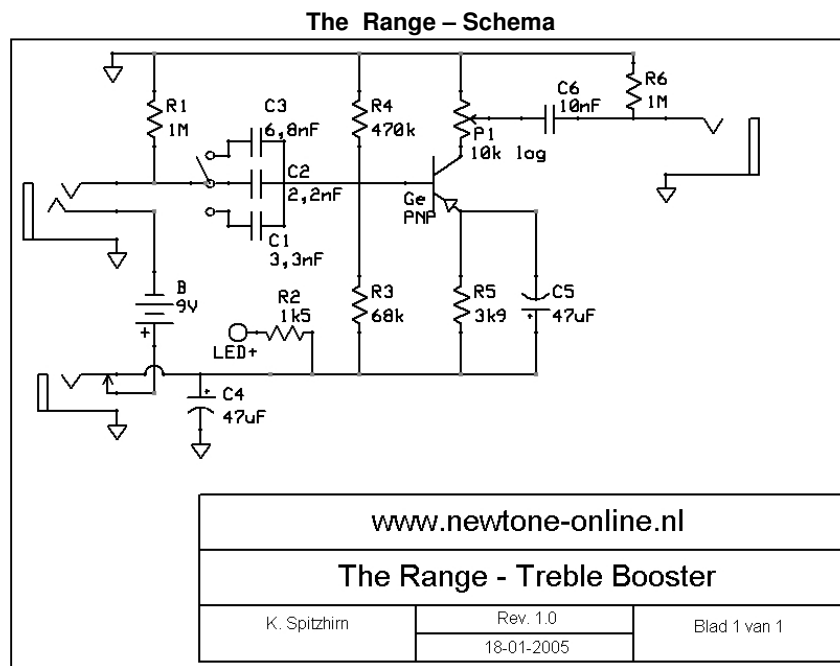 The Range – Schema
R1
1M
C3
6,8nF
C2
2,2nF
C1
3,3nF
R4
470k
P1
10k log
C6
10nF
R6
1M
Ge
PNP
B
9V
+
R2
1k5
LED+
R3
68k
R5
3k9
C5
+
47uF
+
C4
47uF
www.newtone-online.nl
The Range - Treble Booster
K. Spitzhirn
Rev. 1.0
18-01-2005
Blad 1 van 1